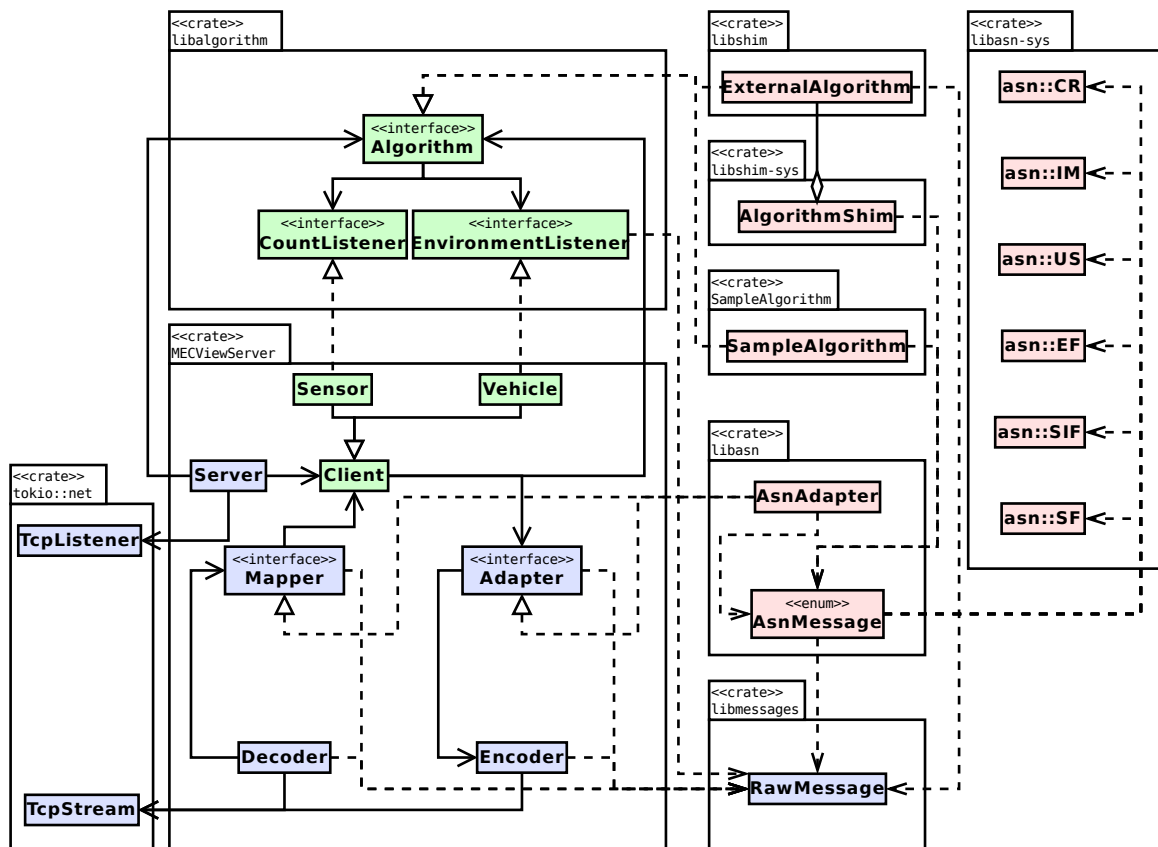 <<crate>>
libalgorithm
<<interface>>
Algorithm
<<interface>>
CountListener
<<interface>>
EnvironmentListener
<<crate>>
MECViewServer
Sensor
Vehicle
Server
Client
<<interface>>
Mapper
<<interface>>
Adapter
Decoder
Encoder
<<crate>>
tokio::net
TcpListener
TcpStream
<<crate>>
libshim
ExternalAlgorithm
<<crate>>
libshim-sys
AlgorithmShim
<<crate>>
SampleAlgorithm
SampleAlgorithm
<<crate>>
libasn
AsnAdapter
<<enum>>
AsnMessage
<<crate>>
libmessages
RawMessage
<<crate>>
libasn-sys
asn::CR
asn::IM
asn::US
asn::EF
asn::SIF
asn::SF